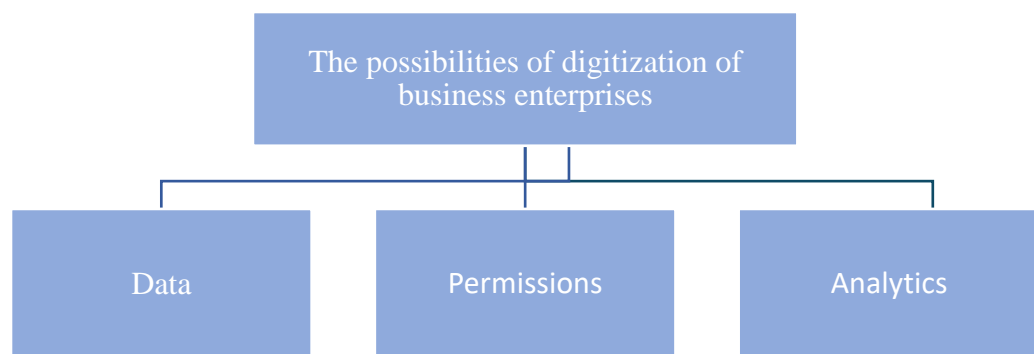 The possibilities of digitization of
business enterprises
Data
Permissions
Analytics